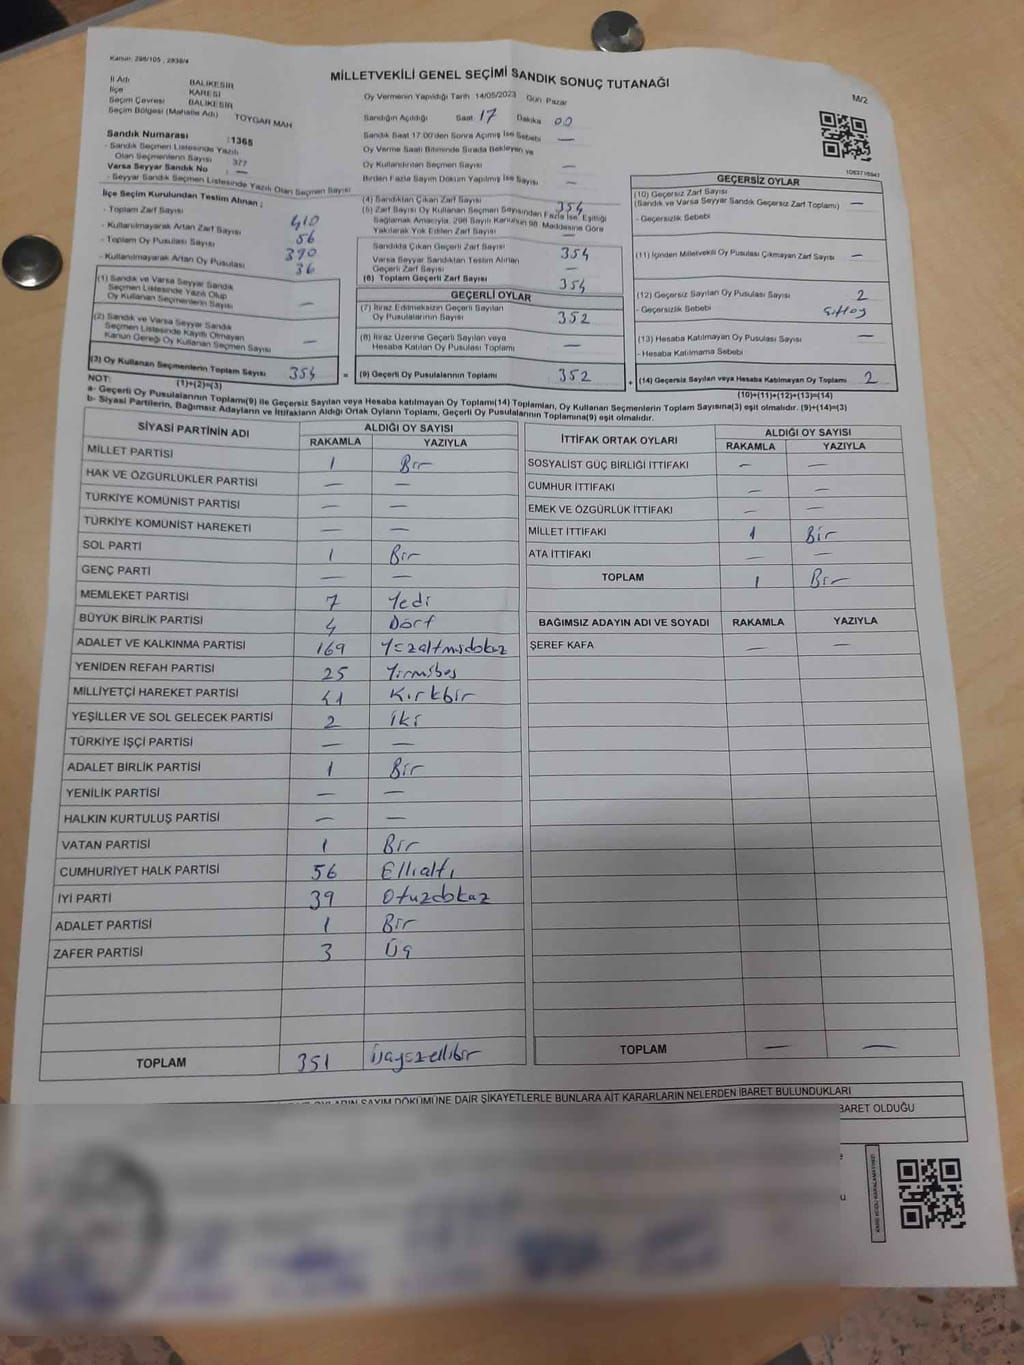 Kanun: 298/105 , 2839/4
MİLLETVEKİLİ GENEL SEÇİMİ SANDIK SONUÇ TUTANAĞI
M/2
İl Adı BALIKESİR
İlçe KARESİ
Seçim Çevresi BALIKESİR
Seçim Bölgesi (Mahalle Adı) TOYGAR MAH
Sandık Numarası :1365
- Sandık Seçmen Listesinde Yazılı
Olan Seçmenlerin Sayısı : 377
Varsa Seyyar Sandık No : —
- Seyyar Sandık Seçmen Listesinde Yazılı Olan Seçmen Sayısı
Oy Vermenin Yapıldığı Tarih 14/05/2023 Gün Pazar
Sandığın Açıldığı Saat 17 Dakika 00
Sandık Saat 17:00'den Sonra Açılmış İse Sebebi —
Oy Verme Saati Bitiminde Sırada Bekleyen ve
Oy Kullandırılan Seçmen Sayısı —
Birden Fazla Sayım Döküm Yapılmış İse Sayısı —
İlçe Seçim Kurulundan Teslim Alınan ;
- Toplam Zarf Sayısı 410
- Kullanılmayarak Artan Zarf Sayısı 56
- Toplam Oy Pusulası Sayısı 390
- Kullanılmayarak Artan Oy Pusulası 36
(1) Sandık ve Varsa Seyyar Sandık
Seçmen Listesinde Yazılı Olup
Oy Kullanan Seçmenlerin Sayısı —
(2) Sandık ve Varsa Seyyar Sandık
Seçmen Listesinde Kayıtlı Olmayan
Kanun Gereği Oy Kullanan Seçmen Sayısı —
(3) Oy Kullanan Seçmenlerin Toplam Sayısı 354
(1)+(2)=(3)
(4) Sandıktan Çıkan Zarf Sayısı 354
(5) Zarf Sayısı Oy Kullanan Seçmen Sayısından Fazla İse, Eşitliği
Sağlamak Amacıyla, 298 Sayılı Kanunun 98. Maddesine Göre
Yakılarak Yok Edilen Zarf Sayısı —
Sandıkta Çıkan Geçerli Zarf Sayısı 354
Varsa Seyyar Sandıktan Teslim Alınan
Geçerli Zarf Sayısı —
(6) Toplam Geçerli Zarf Sayısı 354
GEÇERLİ OYLAR
(7) İtiraz Edilmeksizin Geçerli Sayılan
Oy Pusulalarının Sayısı 352
(8) İtiraz Üzerine Geçerli Sayılan veya
Hesaba Katılan Oy Pusulası Toplamı —
= (9) Geçerli Oy Pusulalarının Toplamı 352
GEÇERSİZ OYLAR
(10) Geçersiz Zarf Sayısı
(Sandık ve Varsa Seyyar Sandık Geçersiz Zarf Toplamı) —
- Geçersizlik Sebebi
(11) İçinden Milletvekili Oy Pusulası Çıkmayan Zarf Sayısı —
(12) Geçersiz Sayılan Oy Pusulası Sayısı 2
- Geçersizlik Sebebi
(13) Hesaba Katılmayan Oy Pusulası Sayısı —
- Hesaba Katılmama Sebebi
+ (14) Geçersiz Sayılan veya Hesaba Katılmayan Oy Toplamı 2
(10)+(11)+(12)+(13)=(14)
NOT:
a- Geçerli Oy Pusulalarının Toplamı(9) ile Geçersiz Sayılan veya Hesaba katılmayan Oy Toplamı(14) Toplamları, Oy Kullanan Seçmenlerin Toplam Sayısına(3) eşit olmalıdır. (9)+(14)=(3)
b- Siyasi Partilerin, Bağımsız Adayların ve İttifakların Aldığı Ortak Oyların Toplamı, Geçerli Oy Pusulalarının Toplamına(9) eşit olmalıdır.
SİYASİ PARTİNİN ADI ALDIĞI OY SAYISI
RAKAMLA YAZIYLA
MİLLET PARTİSİ 1 Bir
HAK VE ÖZGÜRLÜKLER PARTİSİ — —
TÜRKİYE KOMÜNİST PARTİSİ — —
TÜRKİYE KOMÜNİST HAREKETİ — —
SOL PARTİ 1 Bir
GENÇ PARTİ — —
MEMLEKET PARTİSİ 7 Yedi
BÜYÜK BİRLİK PARTİSİ 4 Dört
ADALET VE KALKINMA PARTİSİ 169 Yüzaltmışdokuz
YENİDEN REFAH PARTİSİ 25 Yirmibeş
MİLLİYETÇİ HAREKET PARTİSİ 41 Kırkbir
YEŞİLLER VE SOL GELECEK PARTİSİ 2 İki
TÜRKİYE İŞÇİ PARTİSİ — —
ADALET BİRLİK PARTİSİ 1 Bir
YENİLİK PARTİSİ — —
HALKIN KURTULUŞ PARTİSİ — —
VATAN PARTİSİ 1 Bir
CUMHURİYET HALK PARTİSİ 56 Ellialtı
İYİ PARTİ 39 Otuzdokuz
ADALET PARTİSİ 1 Bir
ZAFER PARTİSİ 3 Üç
TOPLAM 351 Üçyüzellibir
İTTİFAK ORTAK OYLARI ALDIĞI OY SAYISI
RAKAMLA YAZIYLA
SOSYALİST GÜÇ BİRLİĞİ İTTİFAKI — —
CUMHUR İTTİFAKI — —
EMEK VE ÖZGÜRLÜK İTTİFAKI — —
MİLLET İTTİFAKI 1 Bir
ATA İTTİFAKI — —
TOPLAM 1 Bir
BAĞIMSIZ ADAYIN ADI VE SOYADI RAKAMLA YAZIYLA
ŞEREF KAFA — —
TOPLAM — —
OYLARIN SAYIM DÖKÜMÜNE DAİR ŞİKAYETLERLE BUNLARA AİT KARARLARIN NELERDEN İBARET BULUNDUKLARI
BARET OLDUĞU